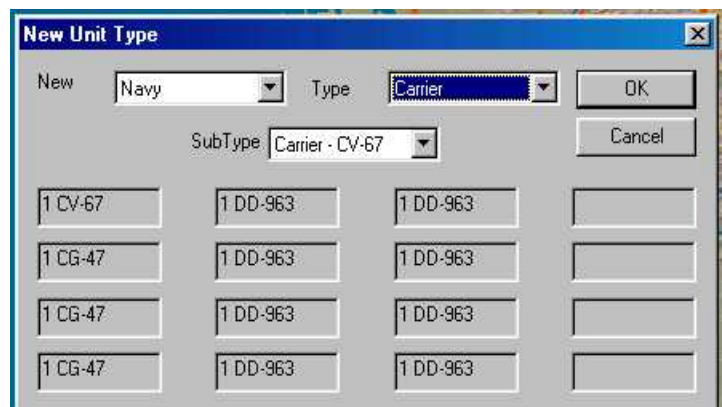 New Unit Type
New Navy Type Carrier OK
SubType Carrier - CV-67 Cancel
1 CV-67 1 DD-963 1 DD-963
1 CG-47 1 DD-963 1 DD-963
1 CG-47 1 DD-963 1 DD-963
1 CG-47 1 DD-963 1 DD-963